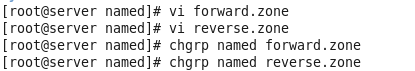 [root@server named]# vi forward.zone
[root@server named]# vi reverse.zone
[root@server named]# chgrp named forward.zone
[root@server named]# chgrp named reverse.zone